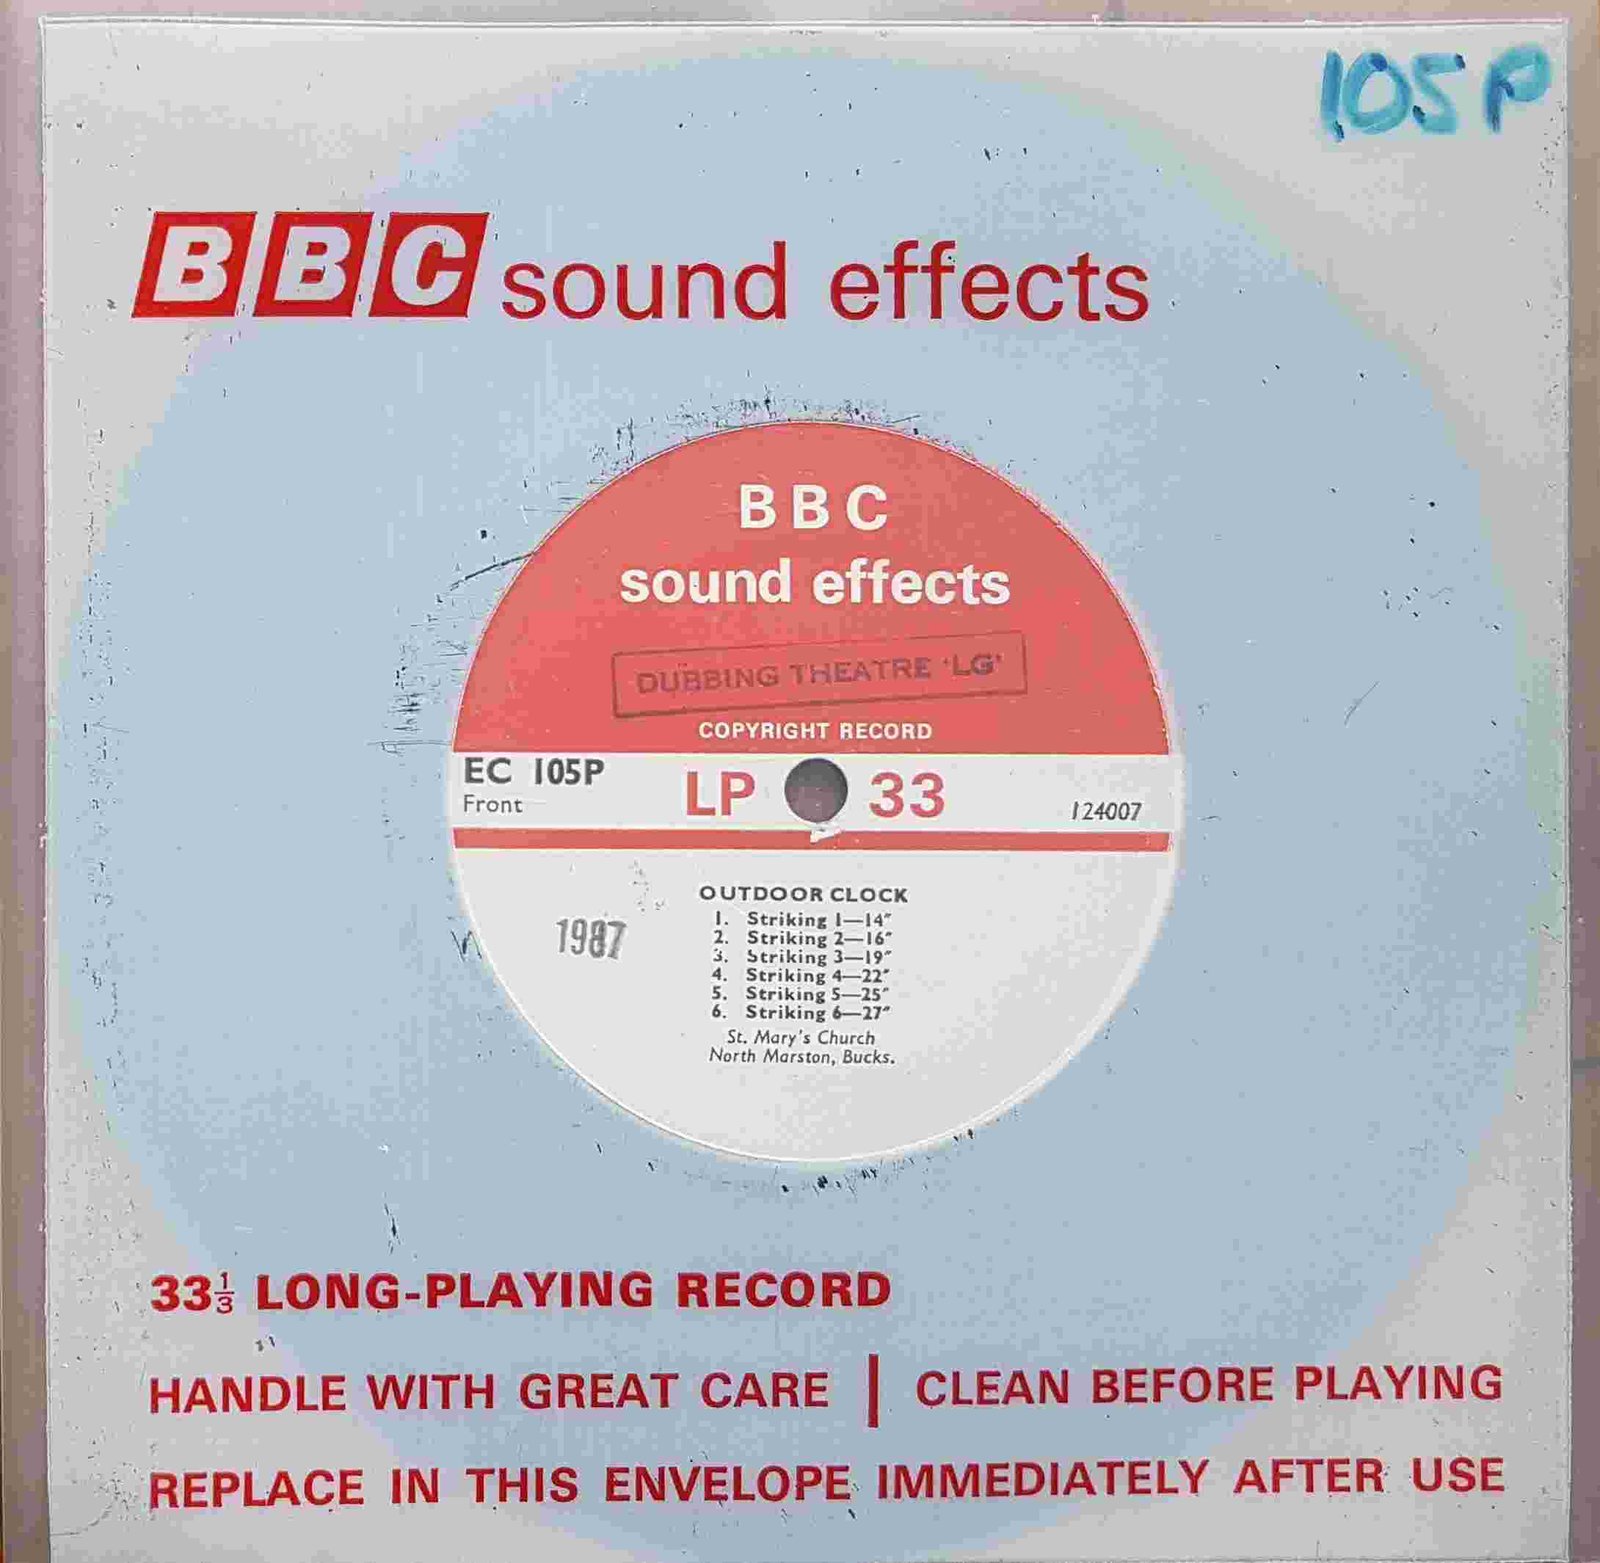 105P
BBC sound effects
BBC
sound effects
DUBBING THEATRE 'LG'
COPYRIGHT RECORD
EC 105P
Front
LP 33
124007
1987
OUTDOOR CLOCK
1. Striking 1—14"
2. Striking 2—16"
3. Striking 3—19"
4. Striking 4—22"
5. Striking 5—25"
6. Striking 6—27"
St. Mary's Church
North Marston, Bucks.
33⅓ LONG-PLAYING RECORD
HANDLE WITH GREAT CARE | CLEAN BEFORE PLAYING
REPLACE IN THIS ENVELOPE IMMEDIATELY AFTER USE